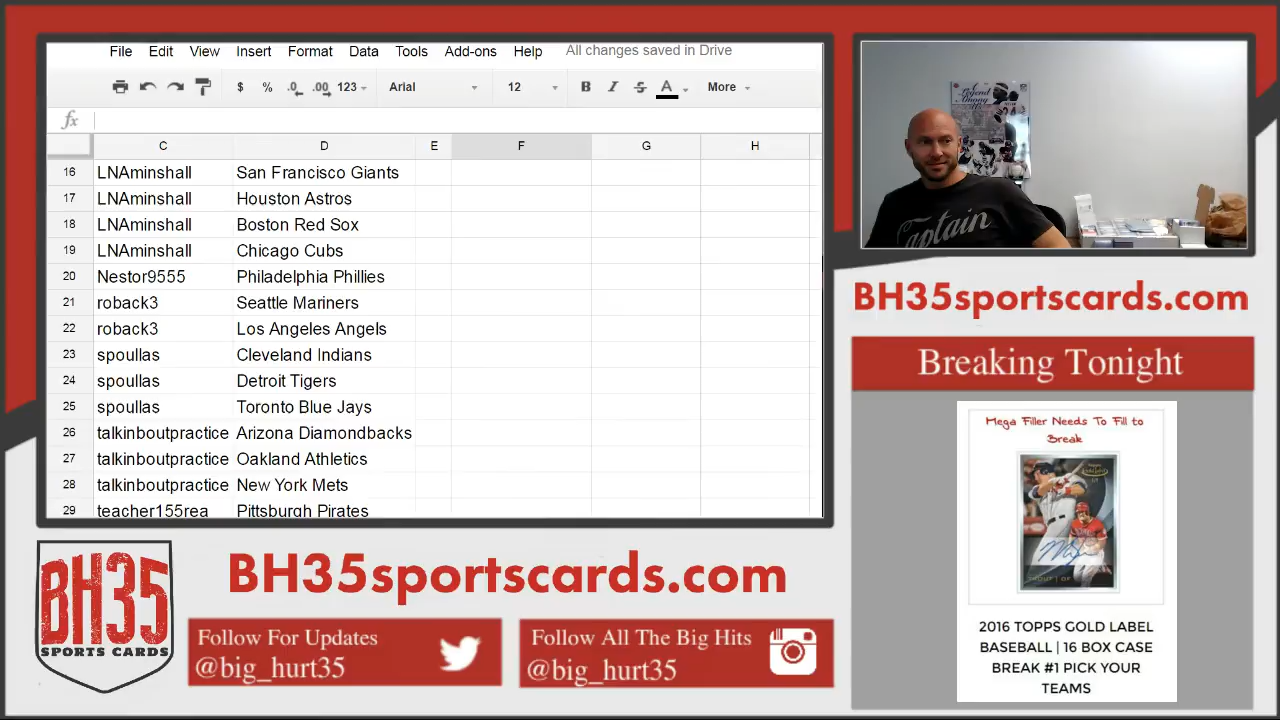 File Edit View Insert Format Data Tools Add-ons Help All changes saved in Drive
$ % .0 .00 123 Arial 12 B I S A More
fx
C D E F G H
16 LNAminshall San Francisco Giants
17 LNAminshall Houston Astros
18 LNAminshall Boston Red Sox
19 LNAminshall Chicago Cubs
20 Nestor9555 Philadelphia Phillies
21 roback3 Seattle Mariners
22 roback3 Los Angeles Angels
23 spoullas Cleveland Indians
24 spoullas Detroit Tigers
25 spoullas Toronto Blue Jays
26 talkinboutpractice Arizona Diamondbacks
27 talkinboutpractice Oakland Athletics
28 talkinboutpractice New York Mets
29 teacher155rea Pittsburgh Pirates
Legend
Among
Captain
BH35sportscards.com
Breaking Tonight
Mega Filler Needs To Fill to
Break
2016 TOPPS GOLD LABEL
BASEBALL | 16 BOX CASE
BREAK #1 PICK YOUR
TEAMS
BH35
SPORTS CARDS
BH35sportscards.com
Follow For Updates
@big_hurt35
Follow All The Big Hits
@big_hurt35